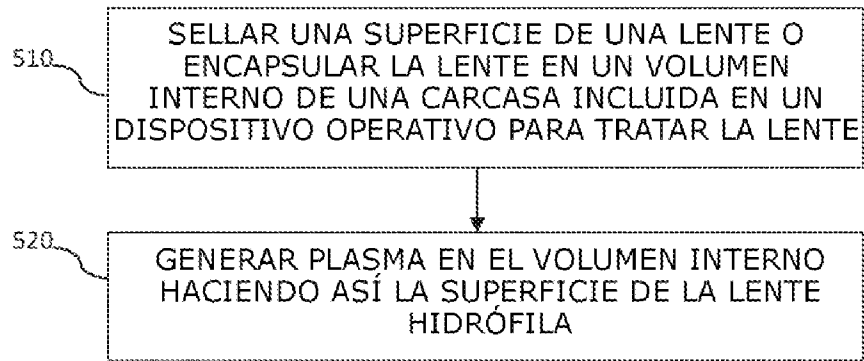 510
SELLAR UNA SUPERFICIE DE UNA LENTE O
ENCAPSULAR LA LENTE EN UN VOLUMEN
INTERNO DE UNA CARCASA INCLUIDA EN UN
DISPOSITIVO OPERATIVO PARA TRATAR LA LENTE
520
GENERAR PLASMA EN EL VOLUMEN INTERNO
HACIENDO ASÍ LA SUPERFICIE DE LA LENTE
HIDRÓFILA